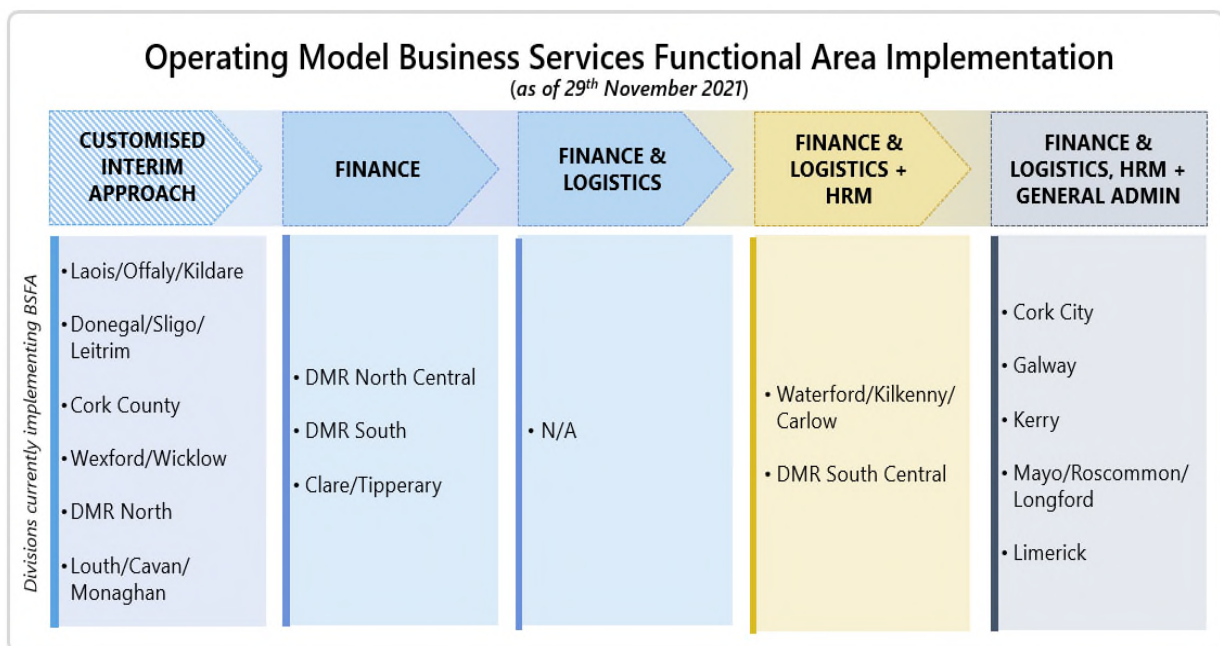 Operating Model Business Services Functional Area Implementation
(as of 29th November 2021)
CUSTOMISED
INTERIM
APPROACH
FINANCE
FINANCE &
LOGISTICS
FINANCE &
LOGISTICS +
HRM
FINANCE &
LOGISTICS, HRM +
GENERAL ADMIN
Divisions currently implementing BSFA
•Laois/Offaly/Kildare
•Donegal/Sligo/
Leitrim
•Cork County
•Wexford/Wicklow
•DMR North
•Louth/Cavan/
Monaghan
• DMR North Central
• DMR South
• Clare/Tipperary
• N/A
• Waterford/Kilkenny/
Carlow
• DMR South Central
• Cork City
• Galway
• Kerry
• Mayo/Roscommon/
Longford
• Limerick